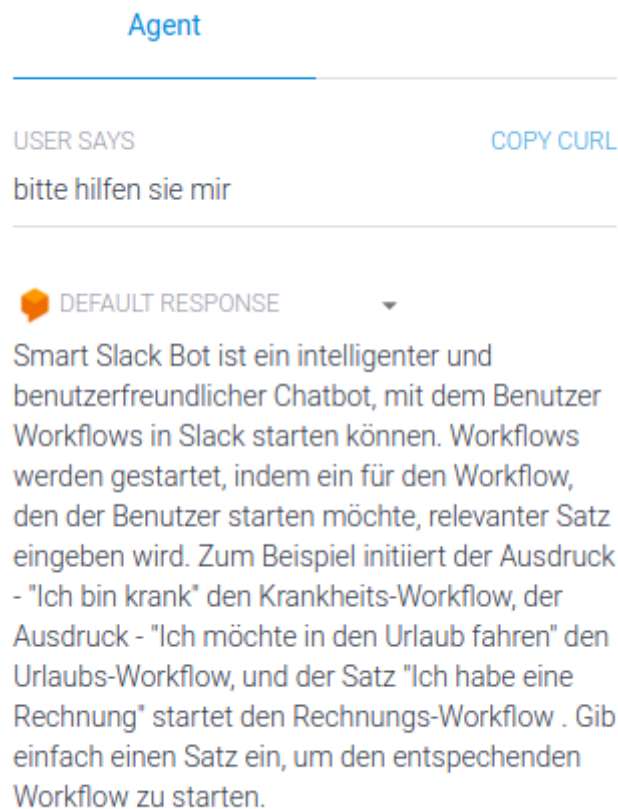 Agent
USER SAYS COPY CURL
bitte hilfen sie mir
DEFAULT RESPONSE
Smart Slack Bot ist ein intelligenter und
benutzerfreundlicher Chatbot, mit dem Benutzer
Workflows in Slack starten können. Workflows
werden gestartet, indem ein für den Workflow,
den der Benutzer starten möchte, relevanter Satz
eingeben wird. Zum Beispiel initiiert der Ausdruck
- "Ich bin krank" den Krankheits-Workflow, der
Ausdruck - "Ich möchte in den Urlaub fahren" den
Urlaubs-Workflow, und der Satz "Ich habe eine
Rechnung" startet den Rechnungs-Workflow . Gib
einfach einen Satz ein, um den entspechenden
Workflow zu starten.